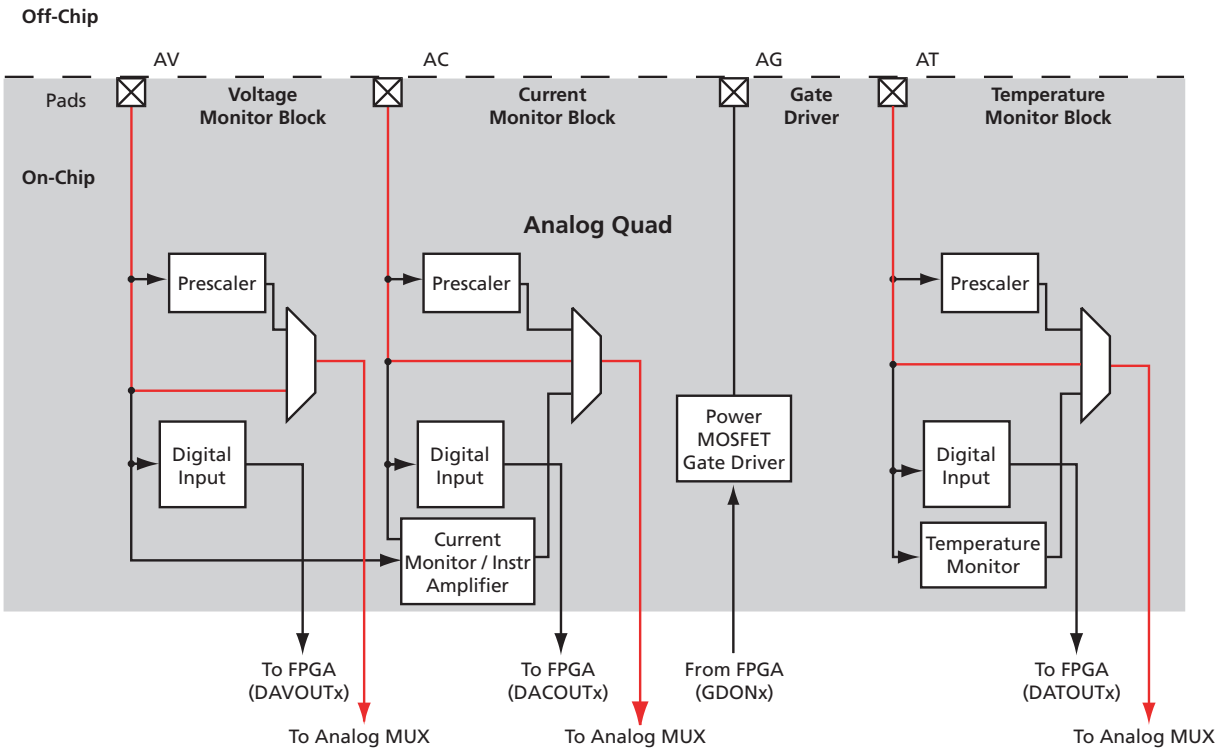 Off-Chip
AV
AC
AG
AT
Pads
Voltage
Monitor Block
Current
Monitor Block
Gate
Driver
Temperature
Monitor Block
On-Chip
Analog Quad
Prescaler
Prescaler
Prescaler
Power
MOSFET
Gate Driver
Digital
Input
Digital
Input
Digital
Input
Current
Monitor / Instr
Amplifier
Temperature
Monitor
To FPGA
(DAVOUTx)
To FPGA
(DACOUTx)
From FPGA
(GDONx)
To FPGA
(DATOUTx)
To Analog MUX
To Analog MUX
To Analog MUX